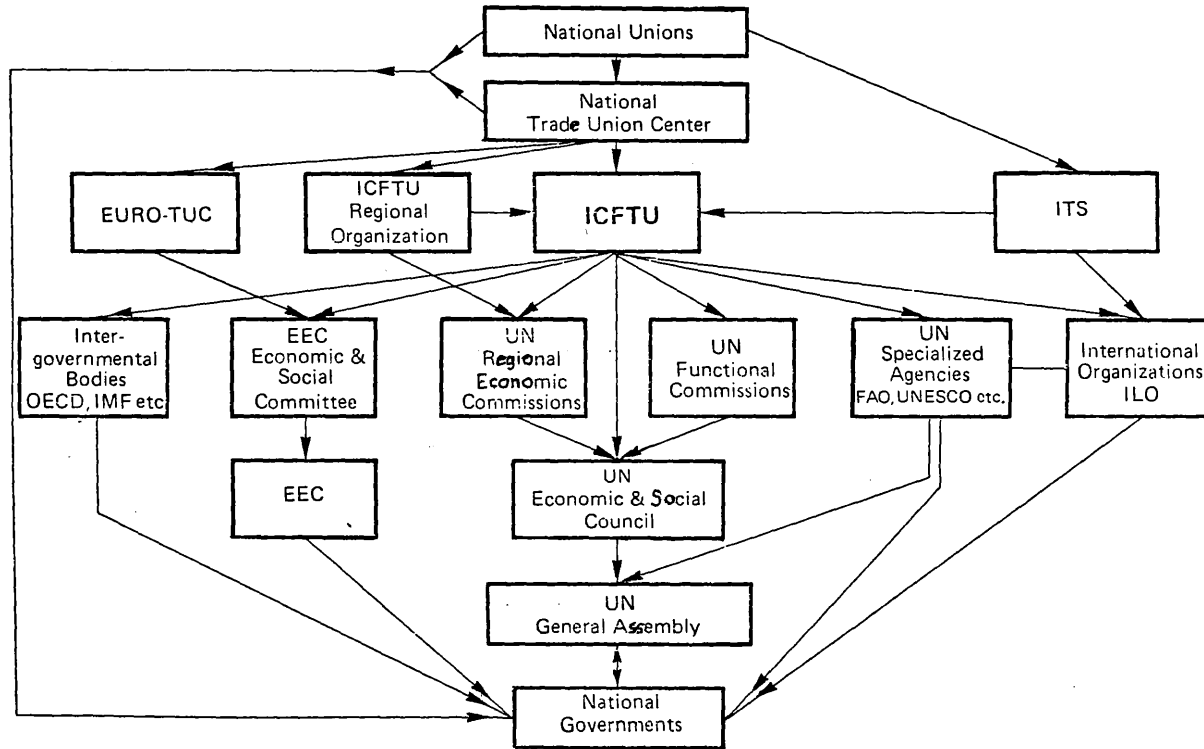 National Unions
National
Trade Union Center
EURO-TUC
ICFTU
Regional
Organization
ICFTU
ITS
Inter-
governmental
Bodies
OECD, IMF etc.
EEC
Economic &
Social
Committee
UN
Regional
Economic
Commissions
UN
Functional
Commissions
UN
Specialized
Agencies
FAO, UNESCO etc.
International
Organizations
ILO
EEC
UN
Economic & Social
Council
UN
General Assembly
National
Governments